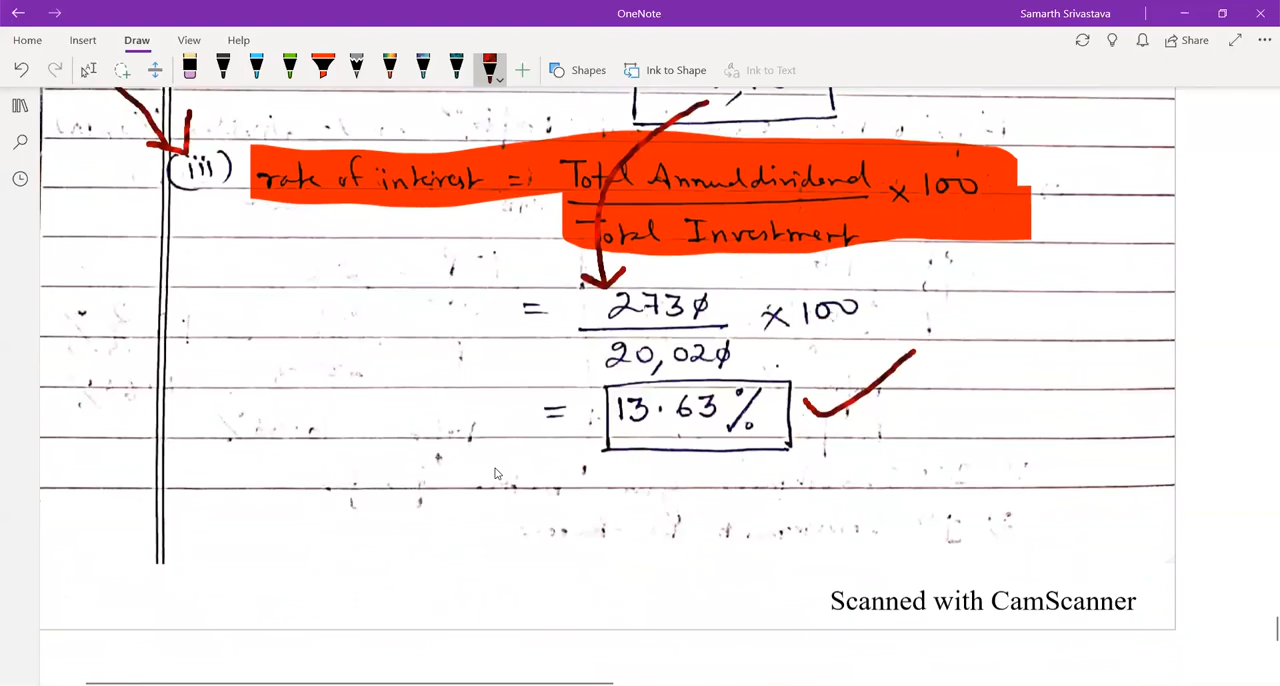 OneNote
Samarth Srivastava
Home Insert Draw View Help
Share
Shapes Ink to Shape Ink to Text
(iii) rate of interest = Total Annual dividend × 100
Total Investment
= 2730 × 100
20,020
= 13.63%
Scanned with CamScanner